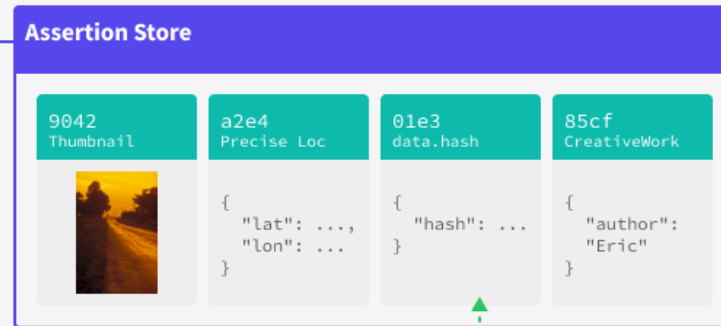 Assertion Store
9042
Thumbnail
a2e4
Precise Loc
{
"lat": ...,
"lon": ...
}
01e3
data.hash
{
"hash": ...
}
85cf
CreativeWork
{
"author":
"Eric"
}